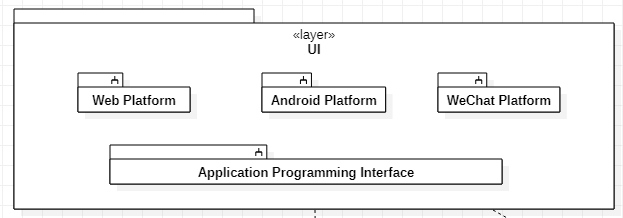 «layer»
UI
Web Platform
Android Platform
WeChat Platform
Application Programming Interface